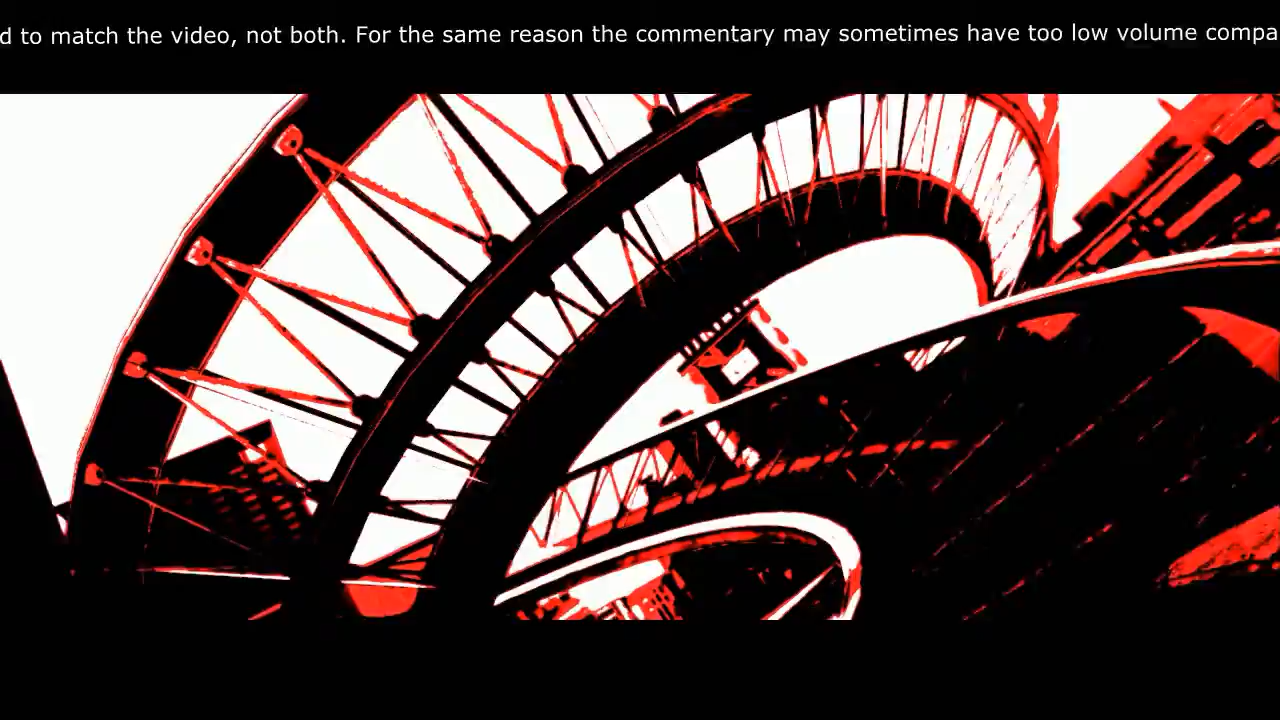 d to match the video, not both. For the same reason the commentary may sometimes have too low volume compa